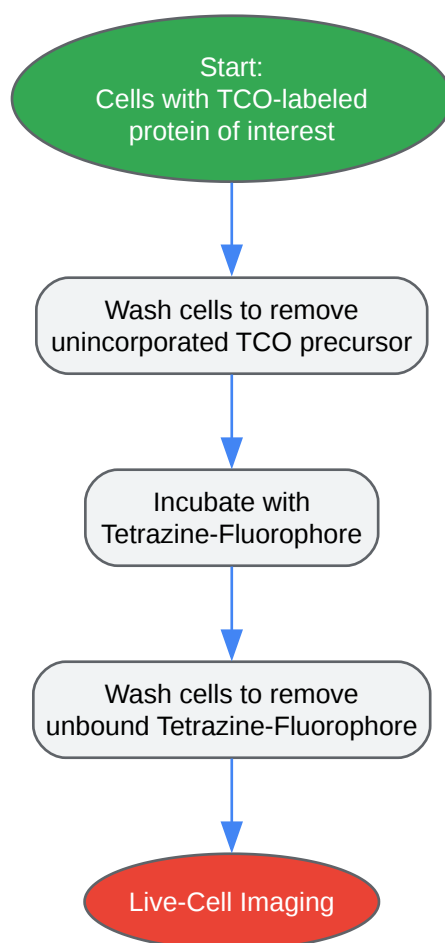 Start:
Cells with TCO-labeled
protein of interest
Wash cells to remove
unincorporated TCO precursor
Incubate with
Tetrazine-Fluorophore
Wash cells to remove
unbound Tetrazine-Fluorophore
Live-Cell Imaging